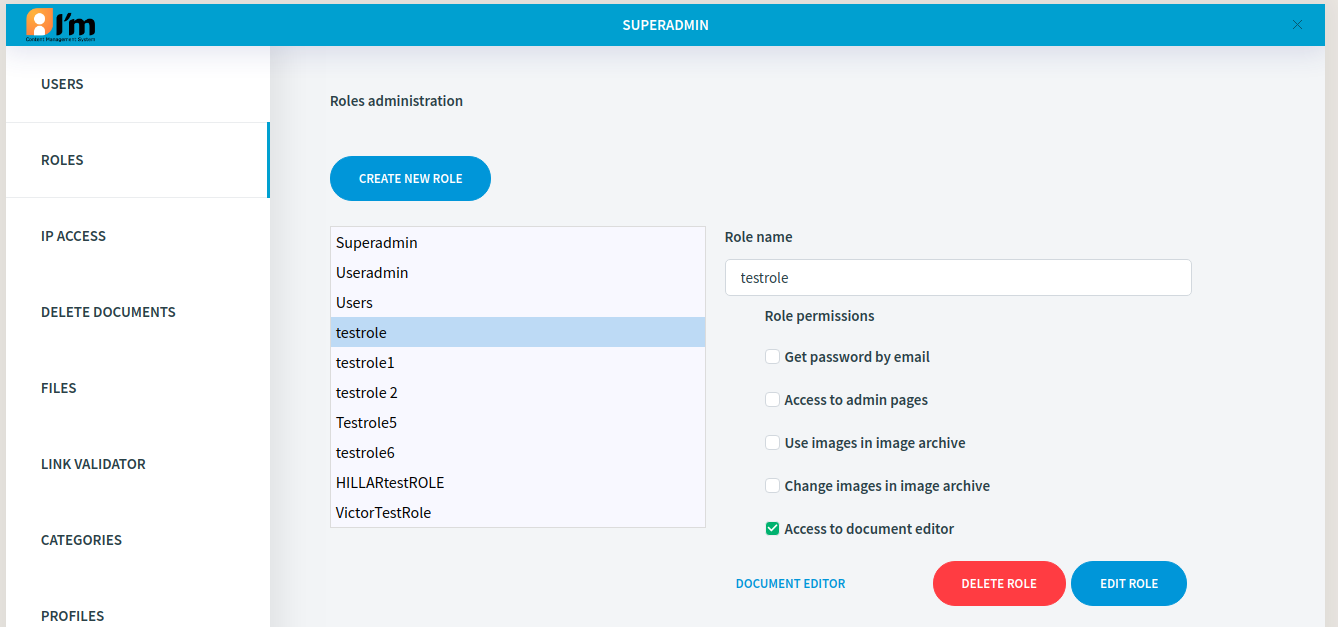 I'm
Content Management System
SUPERADMIN
USERS
ROLES
IP ACCESS
DELETE DOCUMENTS
FILES
LINK VALIDATOR
CATEGORIES
PROFILES
Roles administration
CREATE NEW ROLE
Superadmin
Useradmin
Users
testrole
testrole1
testrole 2
Testrole5
testrole6
HILLARtestROLE
VictorTestRole
Role name
testrole
Role permissions
Get password by email
Access to admin pages
Use images in image archive
Change images in image archive
Access to document editor
DOCUMENT EDITOR
DELETE ROLE
EDIT ROLE